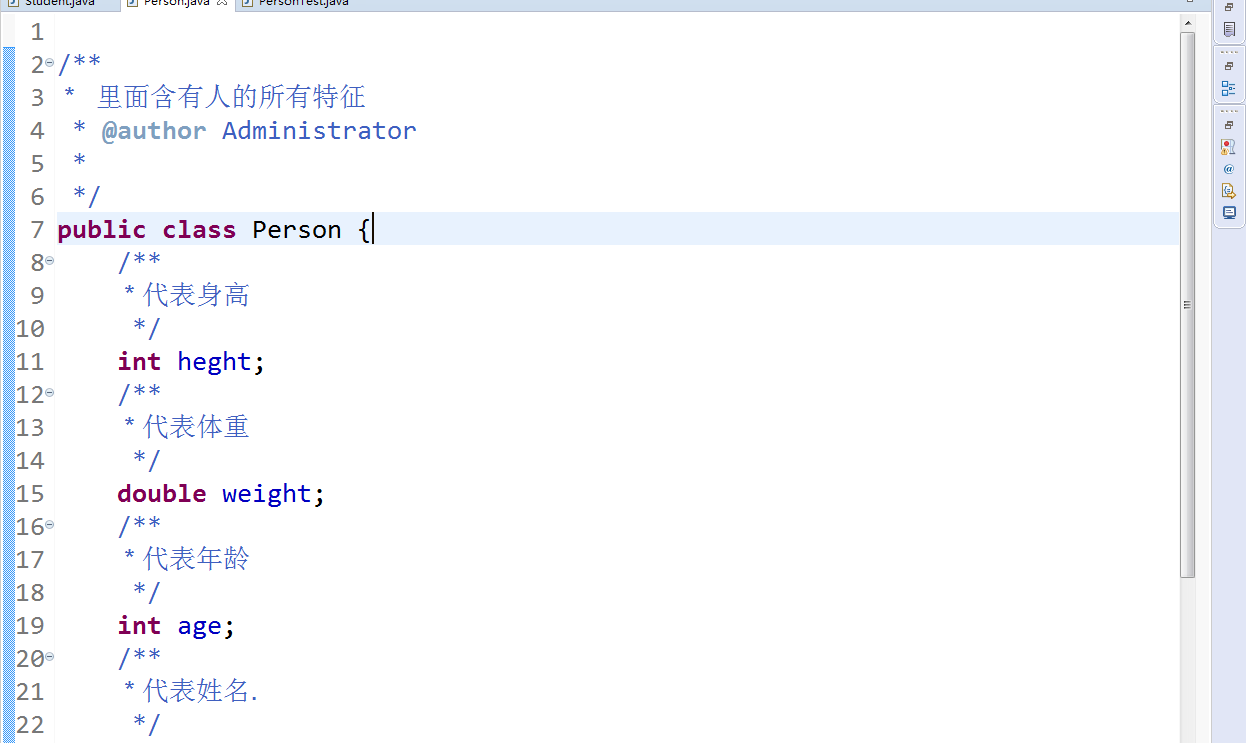 Student.java Person.java PersonTest.java
1
2 /**
3 * 里面含有人的所有特征
4 * @author Administrator
5 *
6 */
7 public class Person {
8 /**
9 * 代表身高
10 */
11 int heght;
12 /**
13 * 代表体重
14 */
15 double weight;
16 /**
17 * 代表年龄
18 */
19 int age;
20 /**
21 * 代表姓名.
22 */